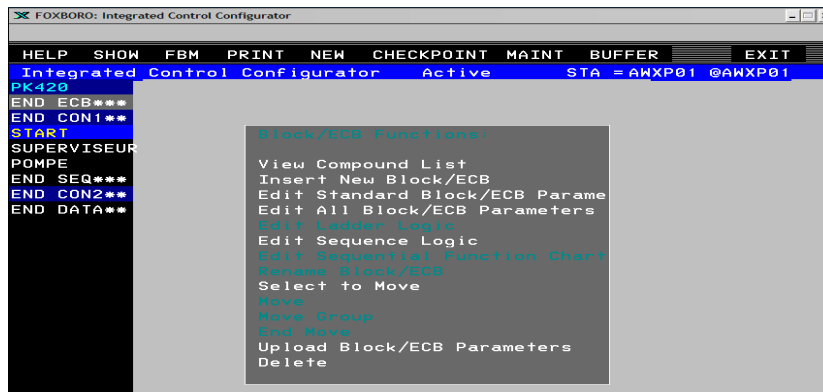 FOXBORO: Integrated Control Configurator
HELP SHOW FBM PRINT NEW CHECKPOINT MAINT BUFFER EXIT
Integrated Control Configurator Active STA = AWXP01 @AWXP01
PK420
END ECB***
END CON1**
START
SUPERVISEUR
POMPE
END SEQ***
END CON2**
END DATA**
Block/ECB Functions:
View Compound List
Insert New Block/ECB
Edit Standard Block/ECB Parame
Edit All Block/ECB Parameters
Edit Ladder Logic
Edit Sequence Logic
Edit Sequential Function Chart
Rename Block/ECB
Select to Move
Move
Move Group
End Move
Upload Block/ECB Parameters
Delete